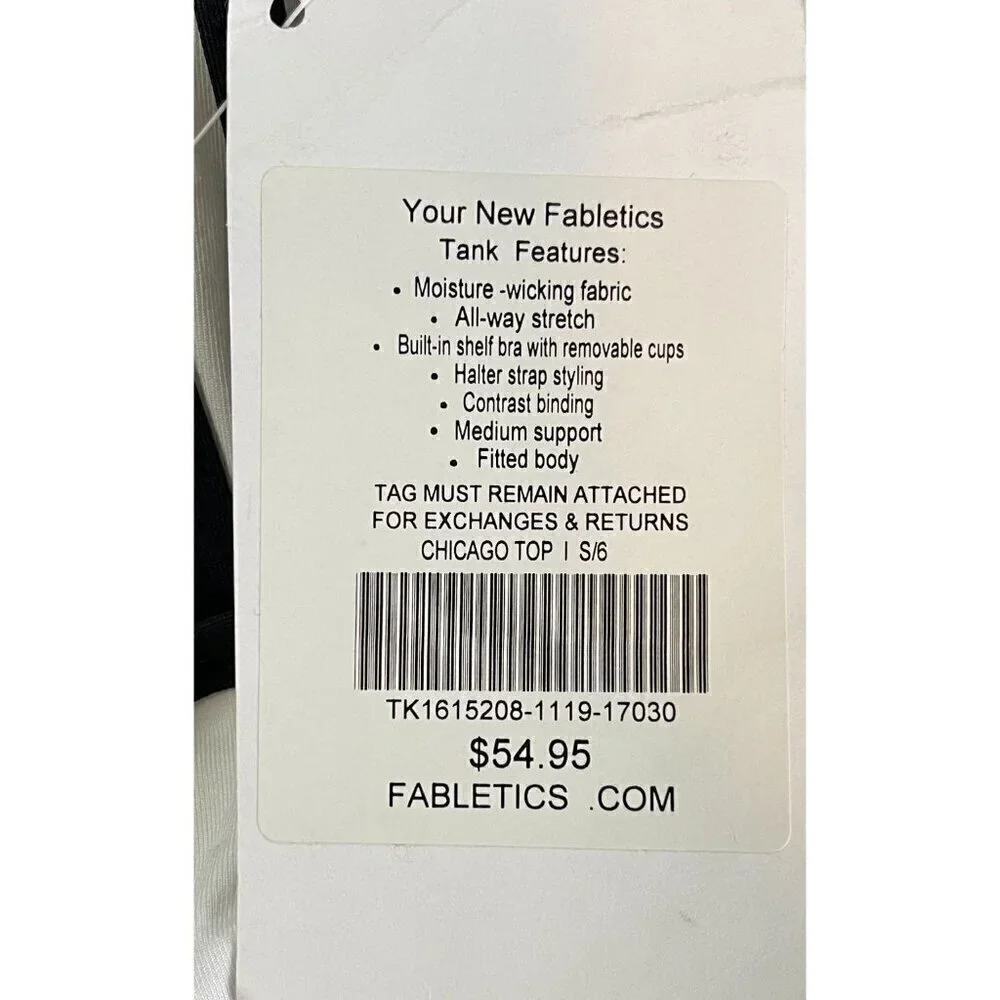 Your New Fabletics
Tank Features:
• Moisture -wicking fabric
• All-way stretch
• Built-in shelf bra with removable cups
• Halter strap styling
• Contrast binding
• Medium support
• Fitted body
TAG MUST REMAIN ATTACHED
FOR EXCHANGES & RETURNS
CHICAGO TOP | S/6
TK1615208-1119-17030
$54.95
FABLETICS .COM